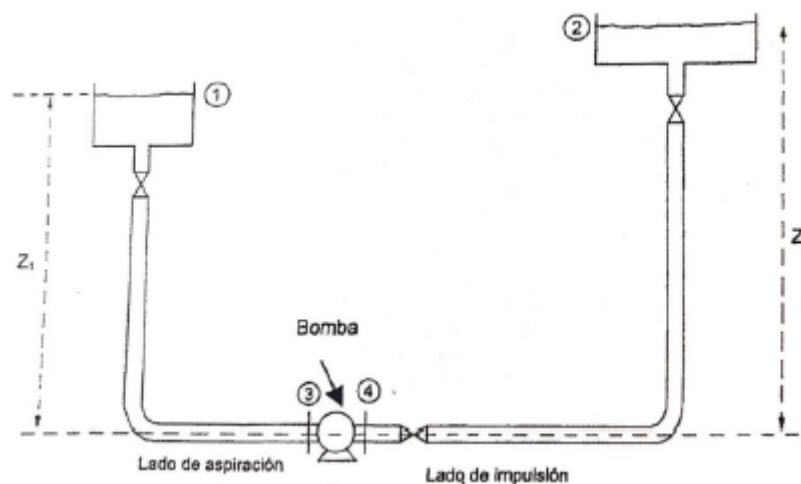 ②
①
Z₁
Z
Bomba
③
④
Lado de aspiración
Lado de impulsión